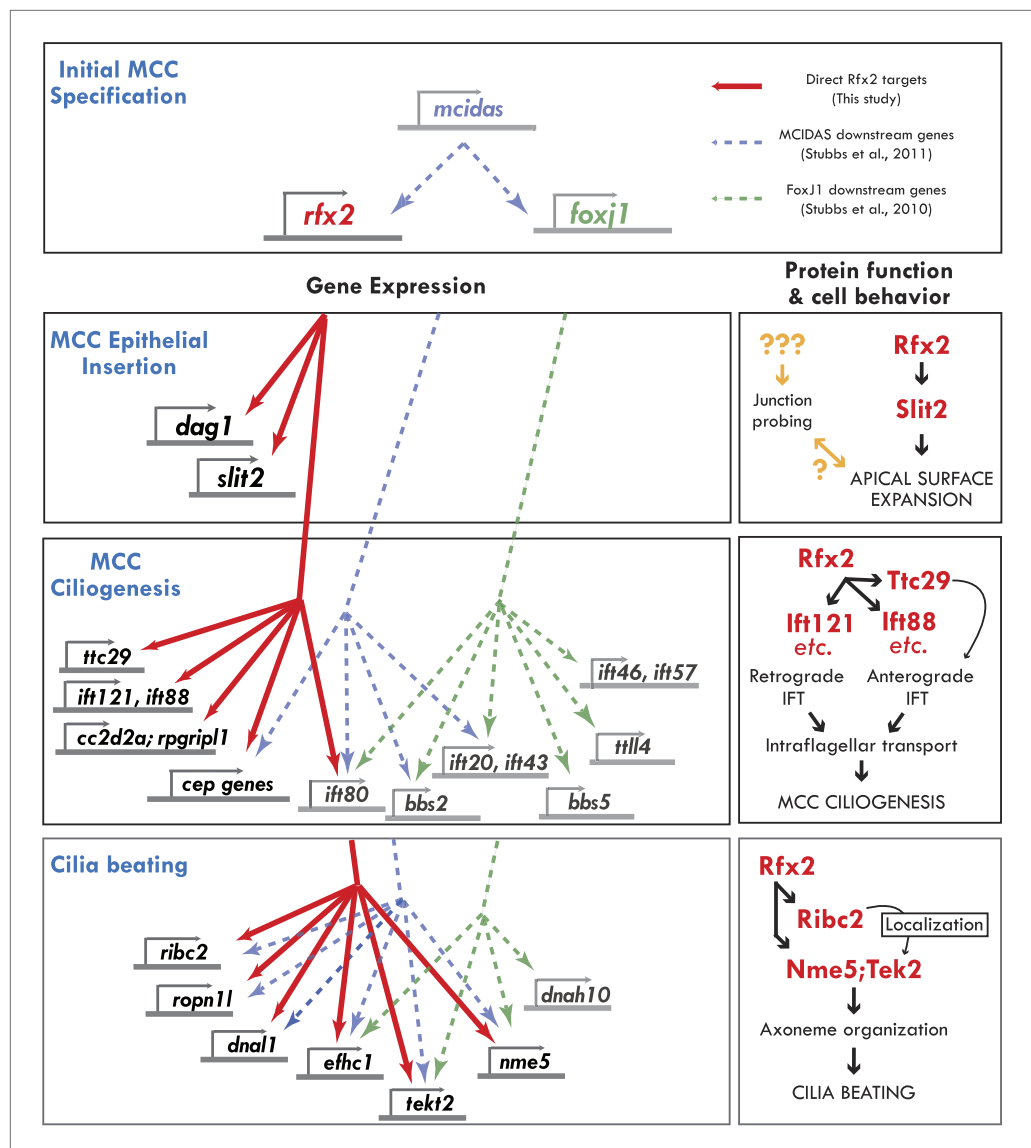 Initial MCC
Specification
mcidas
rfx2
foxj1
Direct Rfx2 targets
(This study)
MCIDAS downstream genes
(Stubbs et al., 2011)
FoxJ1 downstream genes
(Stubbs et al., 2010)
Gene Expression
Protein function
& cell behavior
MCC Epithelial
Insertion
dag1
slit2
???
Junction
probing
?
Rfx2
Slit2
APICAL SURFACE
EXPANSION
MCC
Ciliogenesis
ttc29
ift121, ift88
cc2d2a; rpgripl1
cep genes
ift80
bbs2
ift20, ift43
bbs5
ttll4
ift46, ift57
Rfx2
Ttc29
Ift121
etc.
Ift88
etc.
Retrograde
IFT
Anterograde
IFT
Intraflagellar transport
MCC CILIOGENESIS
Cilia beating
ribc2
ropn1l
dnal1
efhc1
tekt2
nme5
dnah10
Rfx2
Ribc2
Localization
Nme5;Tek2
Axoneme organization
CILIA BEATING